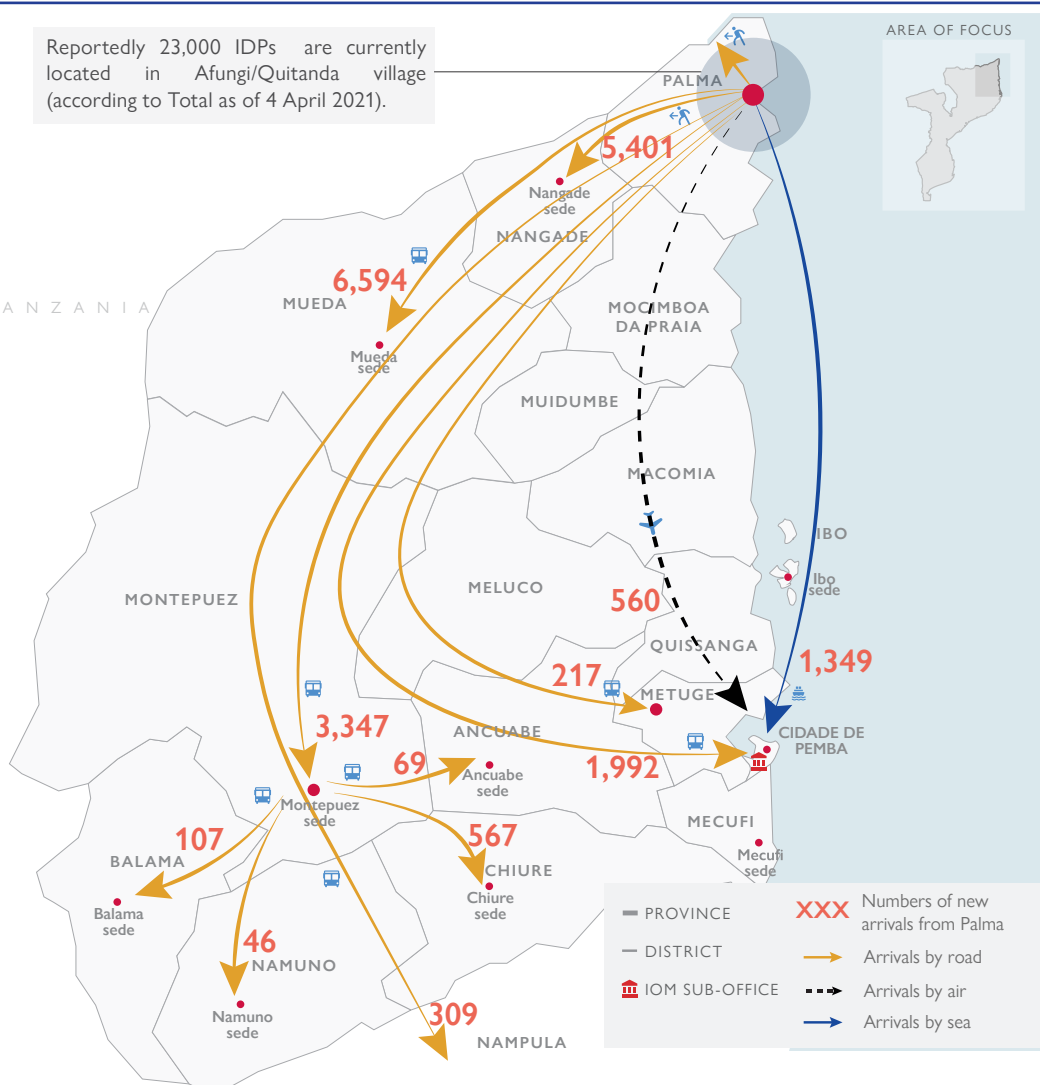 Reportedly 23,000 IDPs are currently
located in Afungi/Quitanda village
(according to Total as of 4 April 2021).
AREA OF FOCUS
PALMA
5,401
Nangade
sede
NANGADE
6,594
MUEDA
ANZANIA
MOCIMBOA
DA PRAIA
Mueda
sede
MUIDUMBE
MACOMIA
IBO
Ibo
sede
MELUCO
MONTEPUEZ
560
QUISSANGA
1,349
217
METUGE
3,347
ANCUABE
CIDADE DE
PEMBA
69
1,992
Ancuabe
sede
Montepuez
sede
MECUFI
107
567
BALAMA
CHIURE
Mecufi
sede
Chiure
sede
Balama
sede
46
NAMUNO
Namuno
sede
309
NAMPULA
PROVINCE
DISTRICT
IOM SUB-OFFICE
XXX Numbers of new
arrivals from Palma
Arrivals by road
Arrivals by air
Arrivals by sea